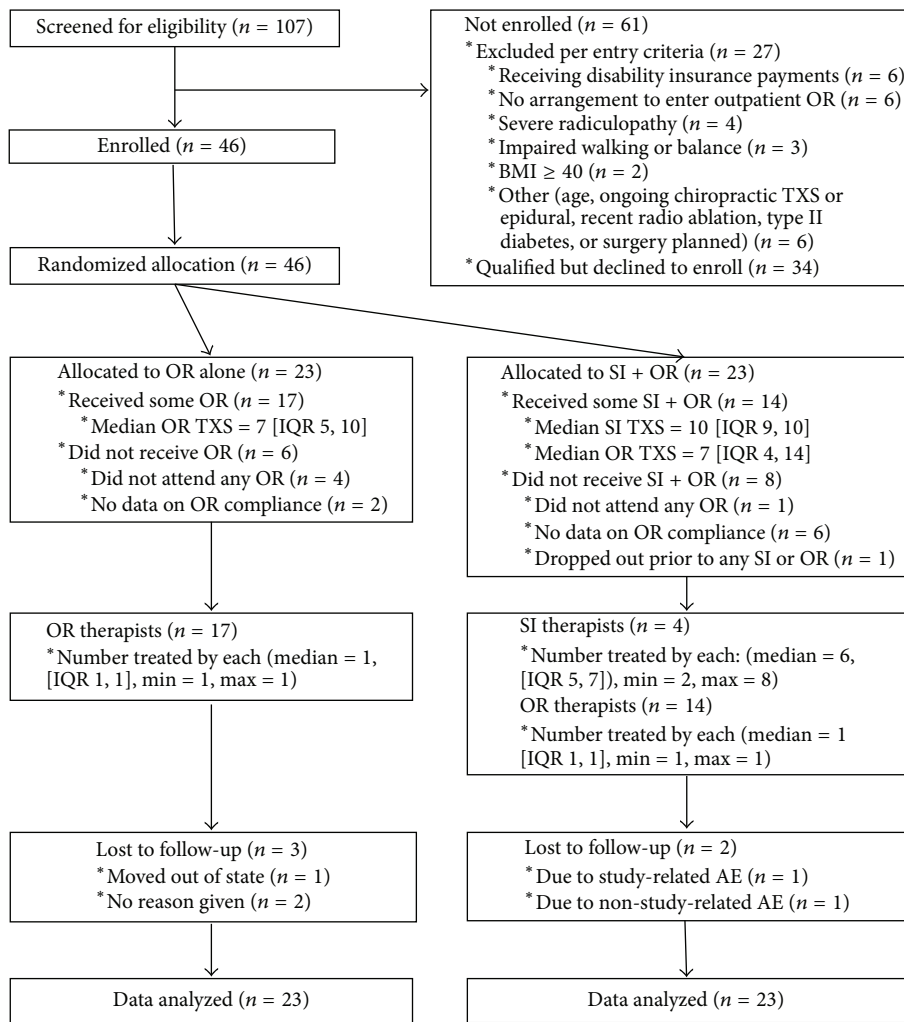 Screened for eligibility (n = 107)
Not enrolled (n = 61)
*Excluded per entry criteria (n = 27)
*Receiving disability insurance payments (n = 6)
*No arrangement to enter outpatient OR (n = 6)
*Severe radiculopathy (n = 4)
*Impaired walking or balance (n = 3)
*BMI ≥ 40 (n = 2)
*Other (age, ongoing chiropractic TXS or
epidural, recent radio ablation, type II
diabetes, or surgery planned) (n = 6)
*Qualified but declined to enroll (n = 34)
Enrolled (n = 46)
Randomized allocation (n = 46)
Allocated to OR alone (n = 23)
*Received some OR (n = 17)
*Median OR TXS = 7 [IQR 5, 10]
*Did not receive OR (n = 6)
*Did not attend any OR (n = 4)
*No data on OR compliance (n = 2)
Allocated to SI + OR (n = 23)
*Received some SI + OR (n = 14)
*Median SI TXS = 10 [IQR 9, 10]
*Median OR TXS = 7 [IQR 4, 14]
*Did not receive SI + OR (n = 8)
*Did not attend any OR (n = 1)
*No data on OR compliance (n = 6)
*Dropped out prior to any SI or OR (n = 1)
OR therapists (n = 17)
*Number treated by each (median = 1,
[IQR 1, 1], min = 1, max = 1)
SI therapists (n = 4)
*Number treated by each: (median = 6,
[IQR 5, 7]), min = 2, max = 8)
OR therapists (n = 14)
*Number treated by each (median = 1
[IQR 1, 1], min = 1, max = 1)
Lost to follow-up (n = 3)
*Moved out of state (n = 1)
*No reason given (n = 2)
Lost to follow-up (n = 2)
*Due to study-related AE (n = 1)
*Due to non-study-related AE (n = 1)
Data analyzed (n = 23)
Data analyzed (n = 23)